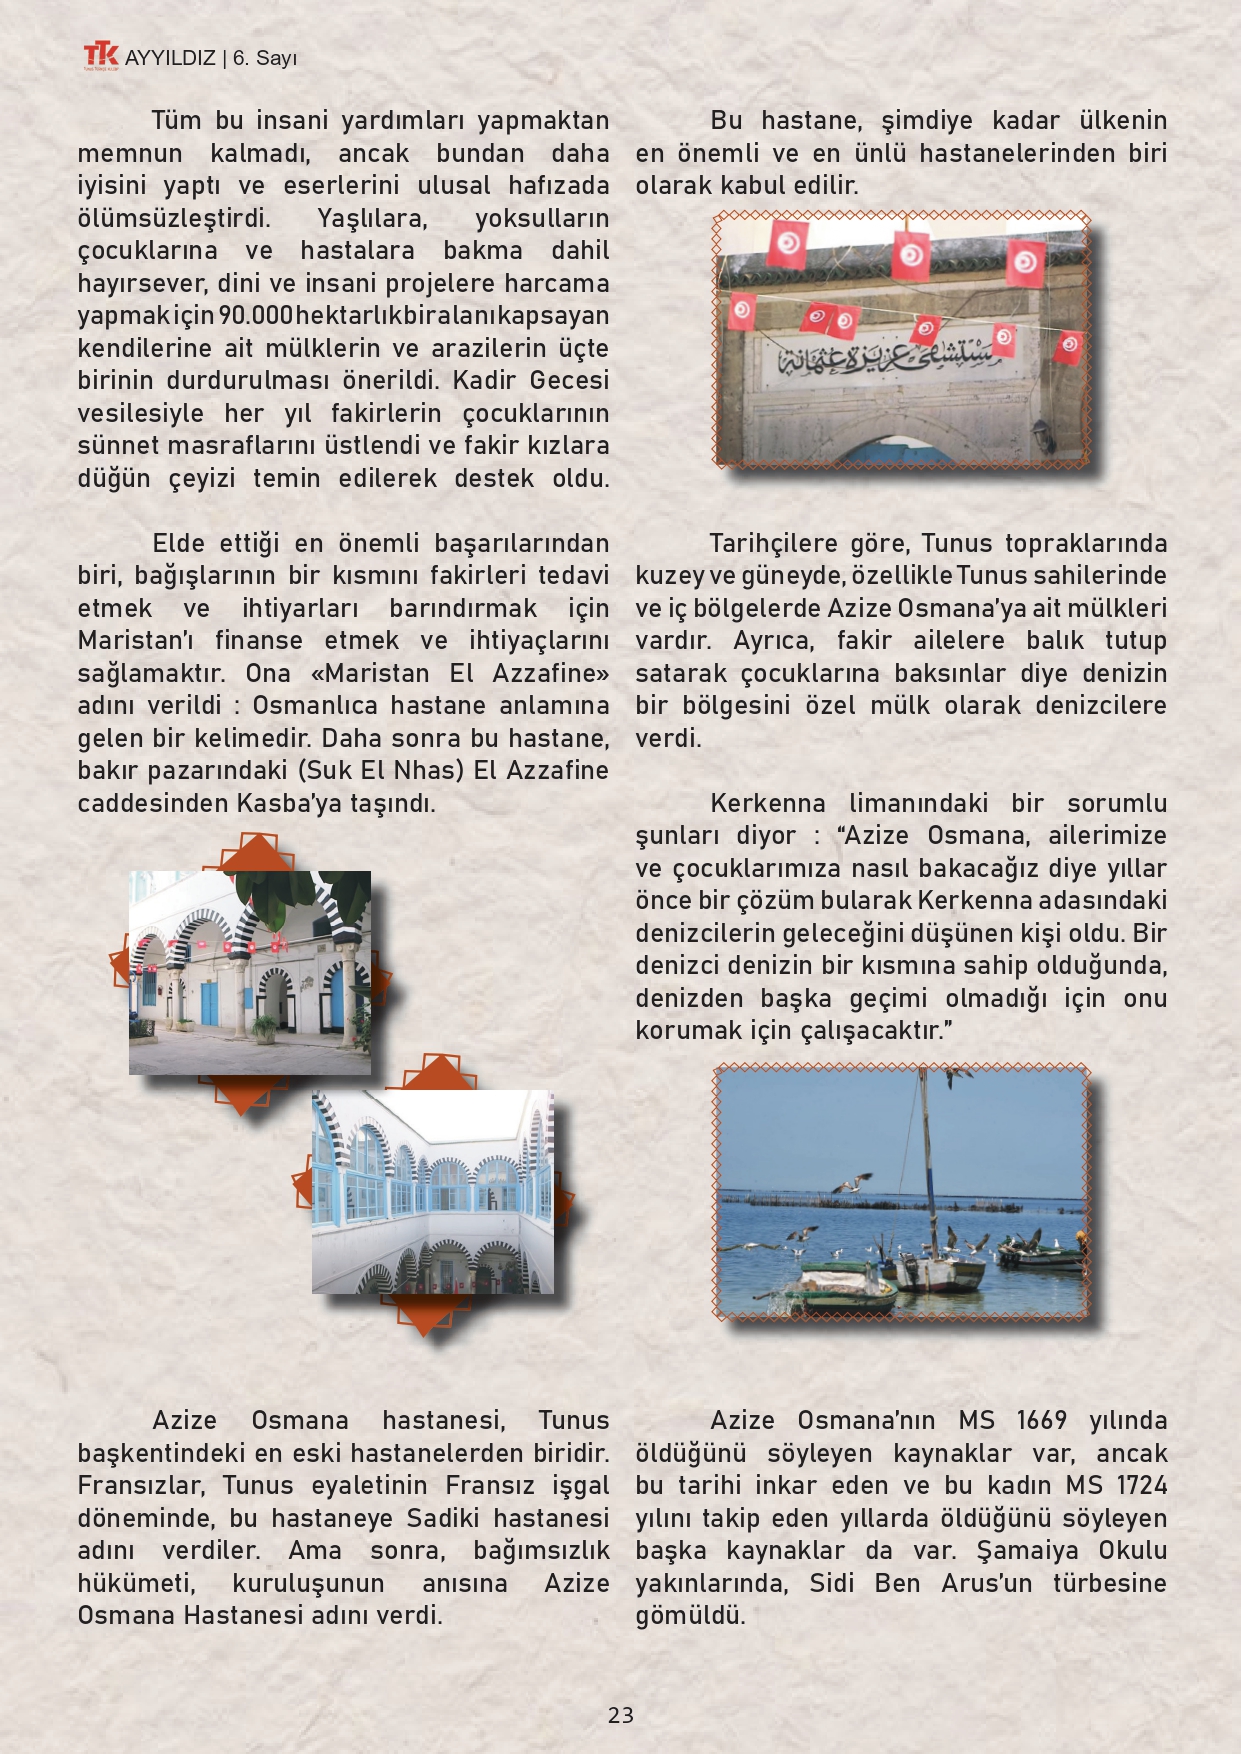 TTK AYYILDIZ | 6. Sayı
Tüm bu insani yardımları yapmaktan
memnun kalmadı, ancak bundan daha
iyisini yaptı ve eserlerini ulusal hafızada
ölümsüzleştirdi. Yaşlılara, yoksulların
çocuklarına ve hastalara bakma dahil
hayırsever, dini ve insani projelere harcama
yapmak için 90.000 hektarlık bir alanı kapsayan
kendilerine ait mülklerin ve arazilerin üçte
birinin durdurulması önerildi. Kadir Gecesi
vesilesiyle her yıl fakirlerin çocuklarının
sünnet masraflarını üstlendi ve fakir kızlara
düğün çeyizi temin edilerek destek oldu.
Elde ettiği en önemli başarılarından
biri, bağışlarının bir kısmını fakirleri tedavi
etmek ve ihtiyarları barındırmak için
Maristan’ı finanse etmek ve ihtiyaçlarını
sağlamaktır. Ona «Maristan El Azzafine»
adını verildi : Osmanlıca hastane anlamına
gelen bir kelimedir. Daha sonra bu hastane,
bakır pazarındaki (Suk El Nhas) El Azzafine
caddesinden Kasba’ya taşındı.
Azize Osmana hastanesi, Tunus
başkentindeki en eski hastanelerden biridir.
Fransızlar, Tunus eyaletinin Fransız işgal
döneminde, bu hastaneye Sadiki hastanesi
adını verdiler. Ama sonra, bağımsızlık
hükümeti, kuruluşunun anısına Azize
Osmana Hastanesi adını verdi.
Bu hastane, şimdiye kadar ülkenin
en önemli ve en ünlü hastanelerinden biri
olarak kabul edilir.
مستشفى عزيزة عثمانة
Tarihçilere göre, Tunus topraklarında
kuzey ve güneyde, özellikle Tunus sahilerinde
ve iç bölgelerde Azize Osmana’ya ait mülkleri
vardır. Ayrıca, fakir ailelere balık tutup
satarak çocuklarına baksınlar diye denizin
bir bölgesini özel mülk olarak denizcilere
verdi.
Kerkenna limanındaki bir sorumlu
şunları diyor : “Azize Osmana, ailerimize
ve çocuklarımıza nasıl bakacağız diye yıllar
önce bir çözüm bularak Kerkenna adasındaki
denizcilerin geleceğini düşünen kişi oldu. Bir
denizci denizin bir kısmına sahip olduğunda,
denizden başka geçimi olmadığı için onu
korumak için çalışacaktır.”
Azize Osmana’nın MS 1669 yılında
öldüğünü söyleyen kaynaklar var, ancak
bu tarihi inkar eden ve bu kadın MS 1724
yılını takip eden yıllarda öldüğünü söyleyen
başka kaynaklar da var. Şamaiya Okulu
yakınlarında, Sidi Ben Arus’un türbesine
gömüldü.
23